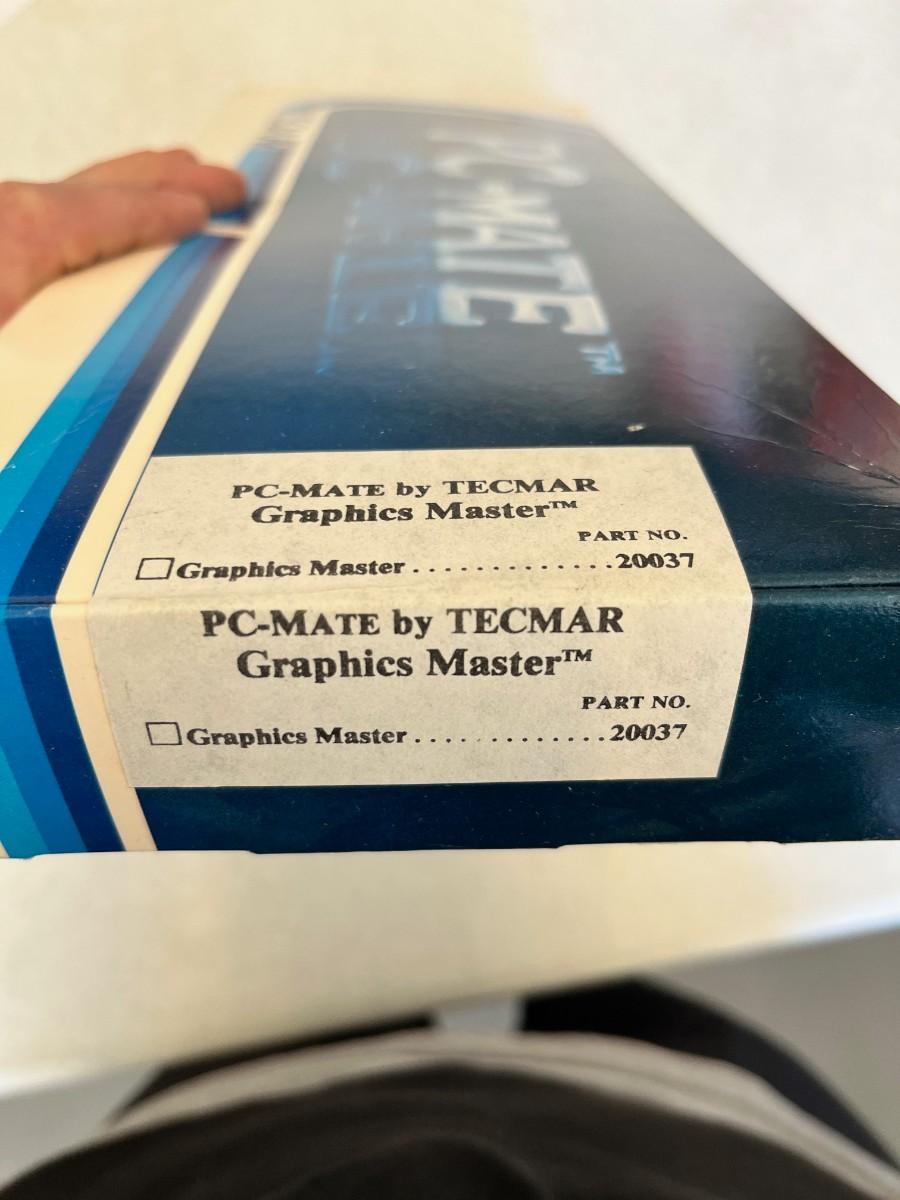 PC-MATE™
PC-MATE by TECMAR
Graphics Master™
PART NO.
Graphics Master..............20037
PC-MATE by TECMAR
Graphics Master™
PART NO.
Graphics Master..............20037